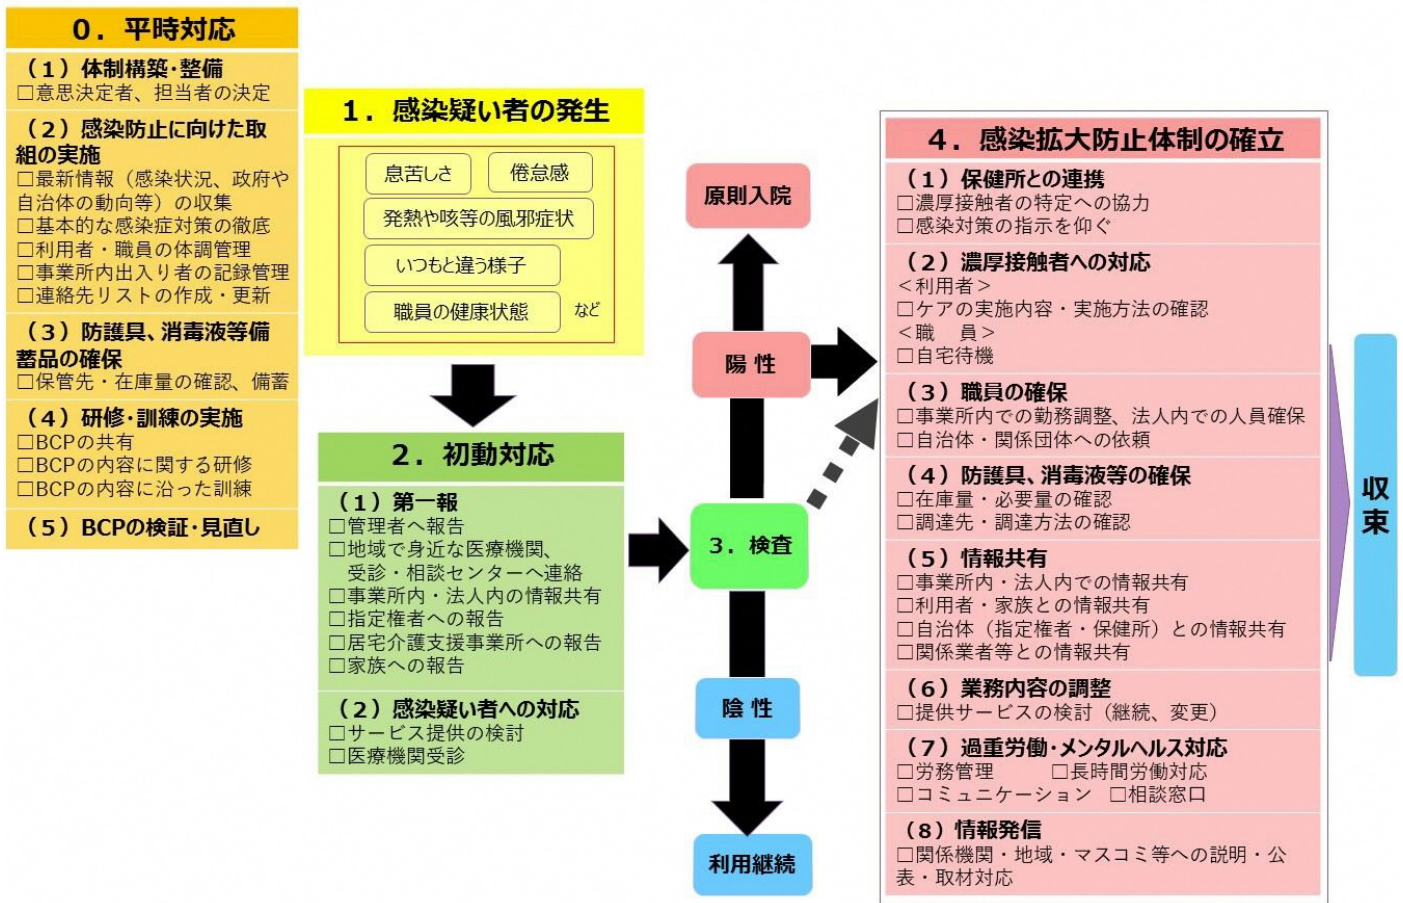 0．平時対応
（1）体制構築・整備
□意思決定者、担当者の決定
（2）感染防止に向けた取
組の実施
□最新情報（感染状況、政府や
自治体の動向等）の収集
□基本的な感染症対策の徹底
□利用者・職員の体調管理
□事業所内出入り者の記録管理
□連絡先リストの作成・更新
（3）防護具、消毒液等備
蓄品の確保
□保管先・在庫量の確認、備蓄
（4）研修・訓練の実施
□BCPの共有
□BCPの内容に関する研修
□BCPの内容に沿った訓練
（5）BCPの検証・見直し
1．感染疑い者の発生
息苦しさ
倦怠感
発熱や咳等の風邪症状
いつもと違う様子
職員の健康状態
など
2．初動対応
（1）第一報
□管理者へ報告
□地域で身近な医療機関、
受診・相談センターへ連絡
□事業所内・法人内の情報共有
□指定権者への報告
□居宅介護支援事業所への報告
□家族への報告
（2）感染疑い者への対応
□サービス提供の検討
□医療機関受診
原則入院
陽 性
3．検査
陰 性
利用継続
4．感染拡大防止体制の確立
（1）保健所との連携
□濃厚接触者の特定への協力
□感染対策の指示を仰ぐ
（2）濃厚接触者への対応
＜利用者＞
□ケアの実施内容・実施方法の確認
＜職　員＞
□自宅待機
（3）職員の確保
□事業所内での勤務調整、法人内での人員確保
□自治体・関係団体への依頼
（4）防護具、消毒液等の確保
□在庫量・必要量の確認
□調達先・調達方法の確認
（5）情報共有
□事業所内・法人内での情報共有
□利用者・家族との情報共有
□自治体（指定権者・保健所）との情報共有
□関係業者等との情報共有
（6）業務内容の調整
□提供サービスの検討（継続、変更）
（7）過重労働・メンタルヘルス対応
□労務管理　　　□長時間労働対応
□コミュニケーション　□相談窓口
（8）情報発信
□関係機関・地域・マスコミ等への説明・公
表・取材対応
収束